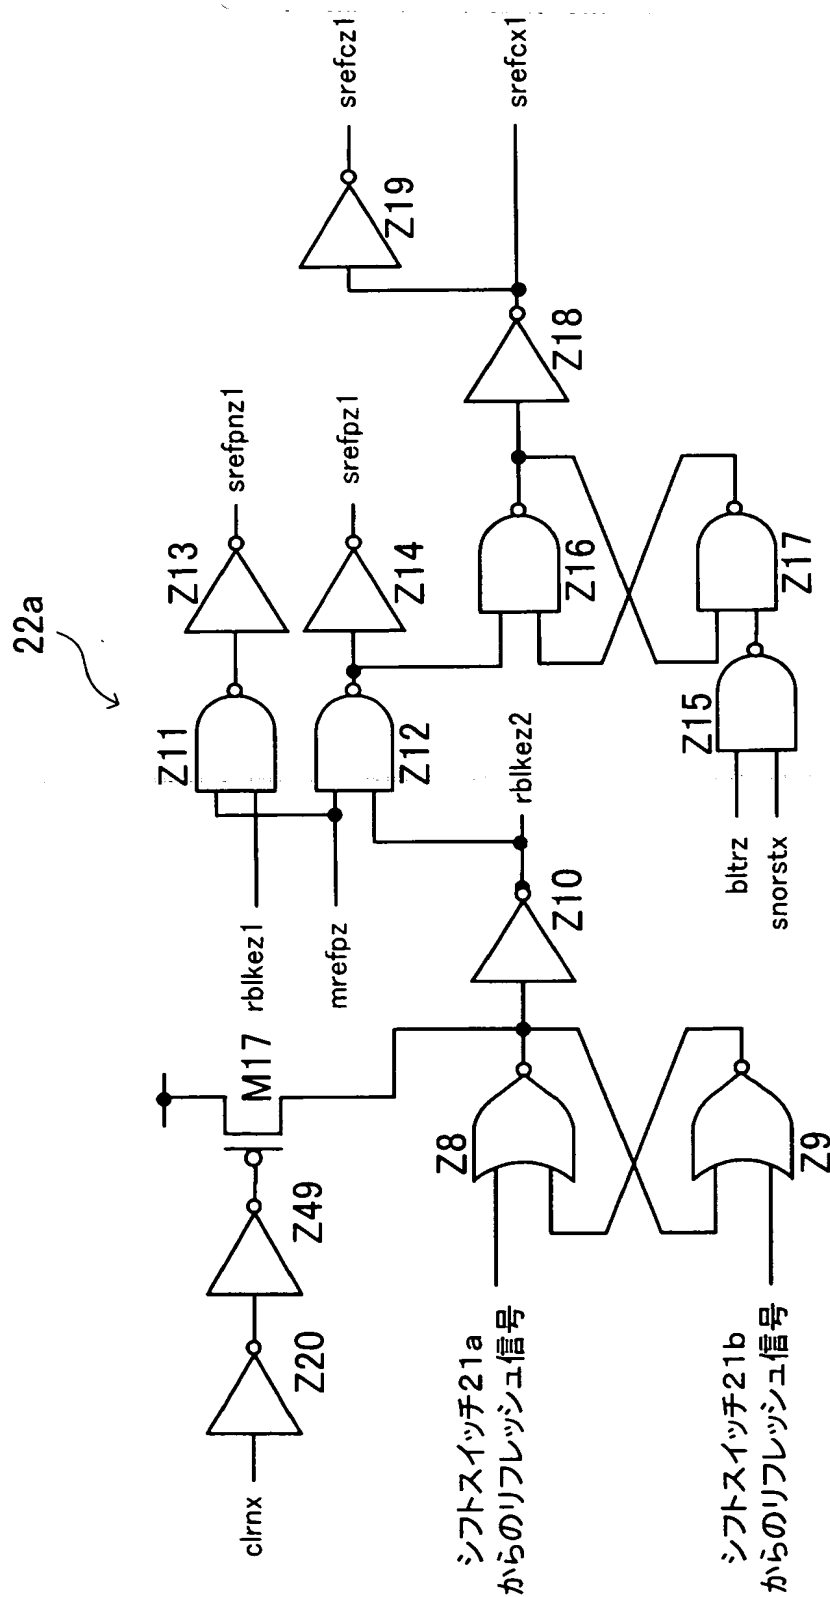 22a
clrnx
Z20
Z49
M17
rblkez1
mrefpz
Z11
Z12
Z13
Z14
srefpnz1
srefpz1
シフトスイッチ21a
からのリフレッシュ信号
Z8
シフトスイッチ21b
からのリフレッシュ信号
Z9
Z10
rblkez2
bltrz
snorstx
Z15
Z16
Z17
Z18
Z19
srefcz1
srefcx1